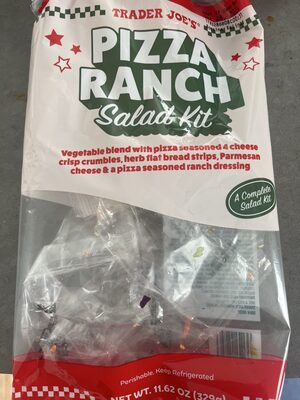 TRADER JOE'S
PIZZA
RANCH
Salad Kit
Vegetable blend with pizza seasoned 4 cheese
crisp crumbles, herb flat bread strips, Parmesan
cheese & a pizza seasoned ranch dressing
A Complete
Salad Kit
Perishable. Keep Refrigerated
NET WT. 11.62 OZ (329g)